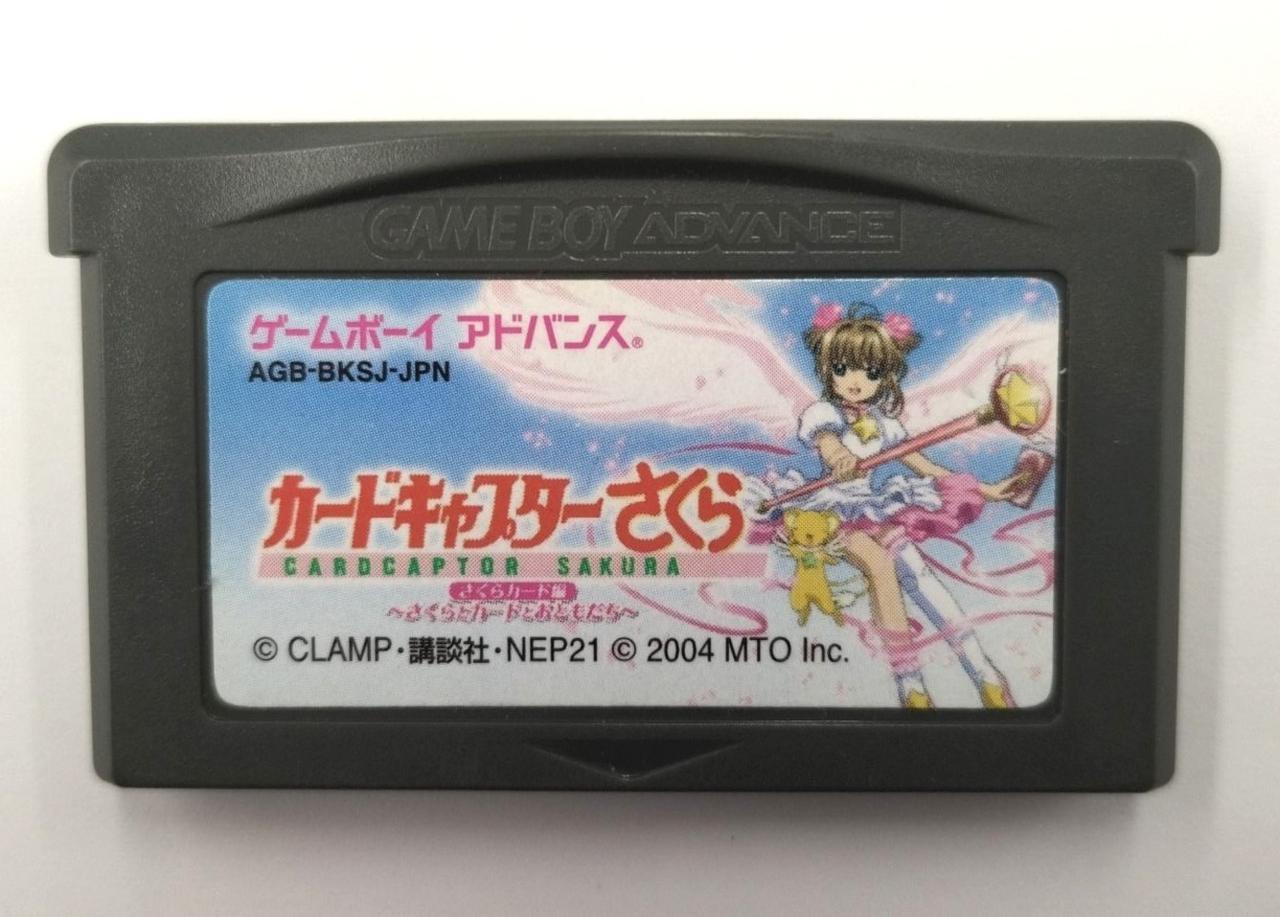 GAME BOY ADVANCE
ゲームボーイ アドバンス®
AGB-BKSJ-JPN
カードキャプターさくら
CARDCAPTOR SAKURA
さくらカード編
～さくらとカードとおともだち～
© CLAMP・講談社・NEP21 © 2004 MTO Inc.